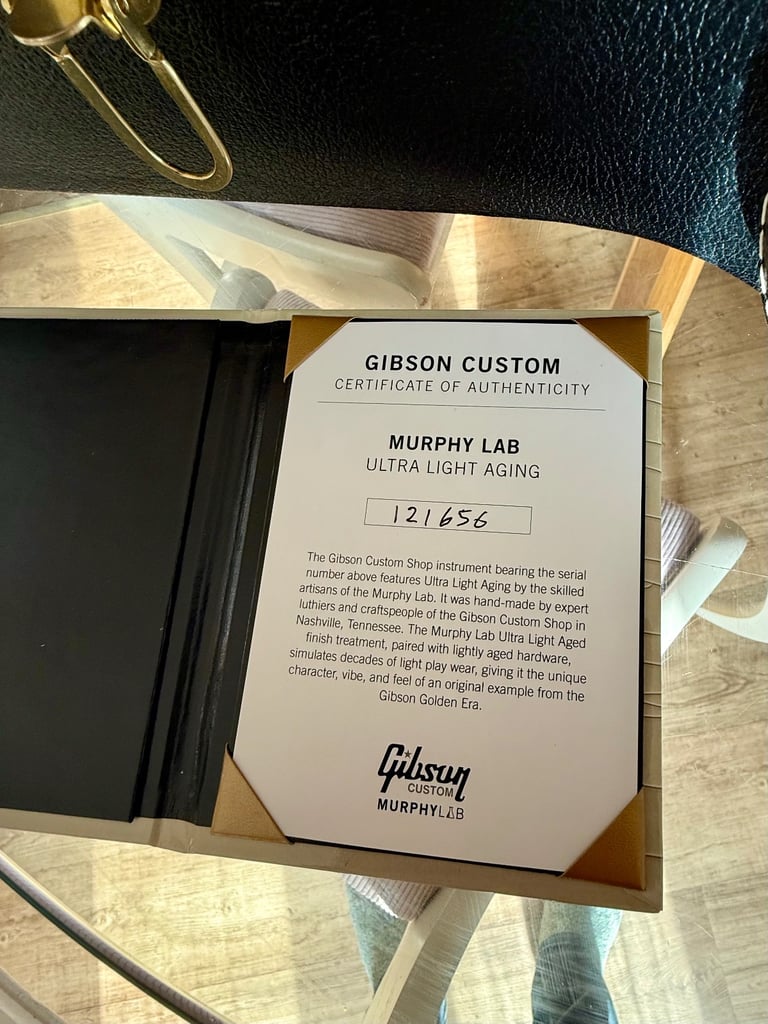 GIBSON CUSTOM
CERTIFICATE OF AUTHENTICITY
MURPHY LAB
ULTRA LIGHT AGING
121656
The Gibson Custom Shop instrument bearing the serial
number above features Ultra Light Aging by the skilled
artisans of the Murphy Lab. It was hand-made by expert
luthiers and craftspeople of the Gibson Custom Shop in
Nashville, Tennessee. The Murphy Lab Ultra Light Aged
finish treatment, paired with lightly aged hardware,
simulates decades of light play wear, giving it the unique
character, vibe, and feel of an original example from the
Gibson Golden Era.
Gibson
CUSTOM
MURPHYLAB